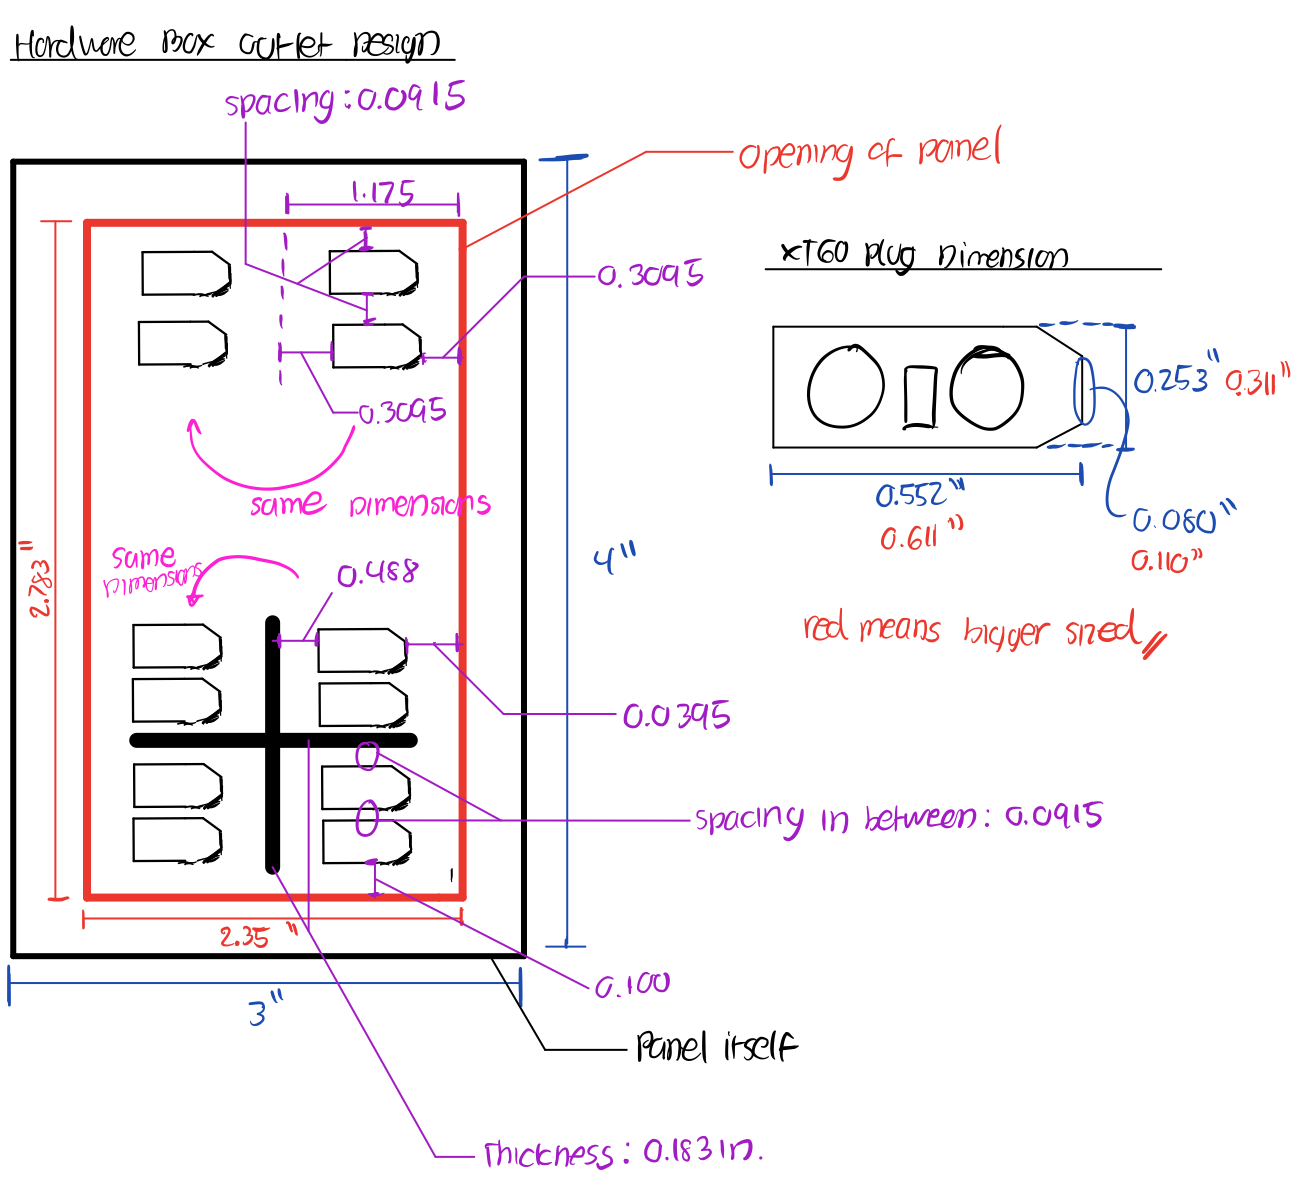 Hardware Box outlet Design
spacing: 0.0915
opening of panel
1.175
XT60 Plug Dimension
0.3095
0.253" 0.311"
0.3095
0.552"
0.611"
0.080"
0.110"
same Dimensions
same
Dimensions
0.488
4"
2.783"
red means bigger sized
0.0395
spacing in between: 0.0915
2.35"
0.100
3"
Panel itself
Thickness: 0.183 in.